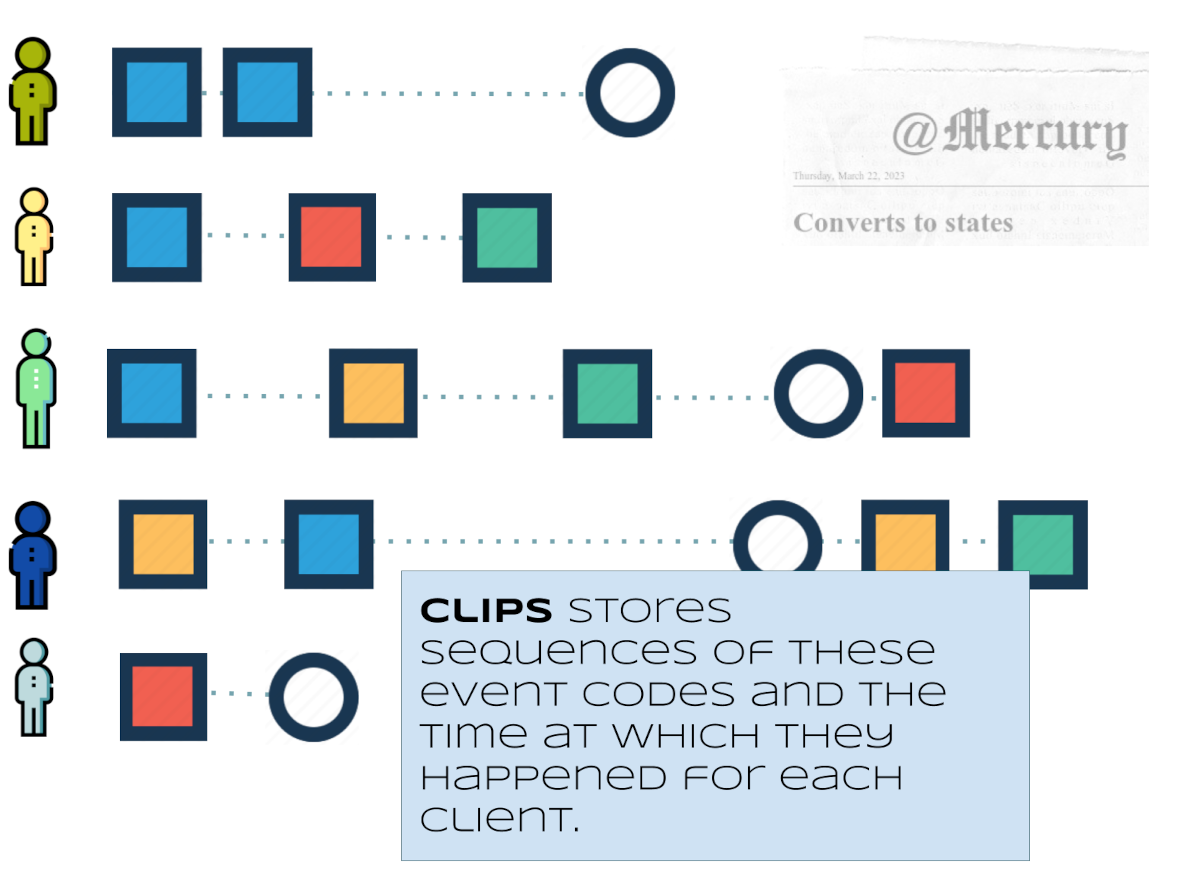 @Mercury
Thursday, March 22, 2023
Converts to states
CLIPS stores
sequences of these
event codes and the
time at which they
happened for each
client.